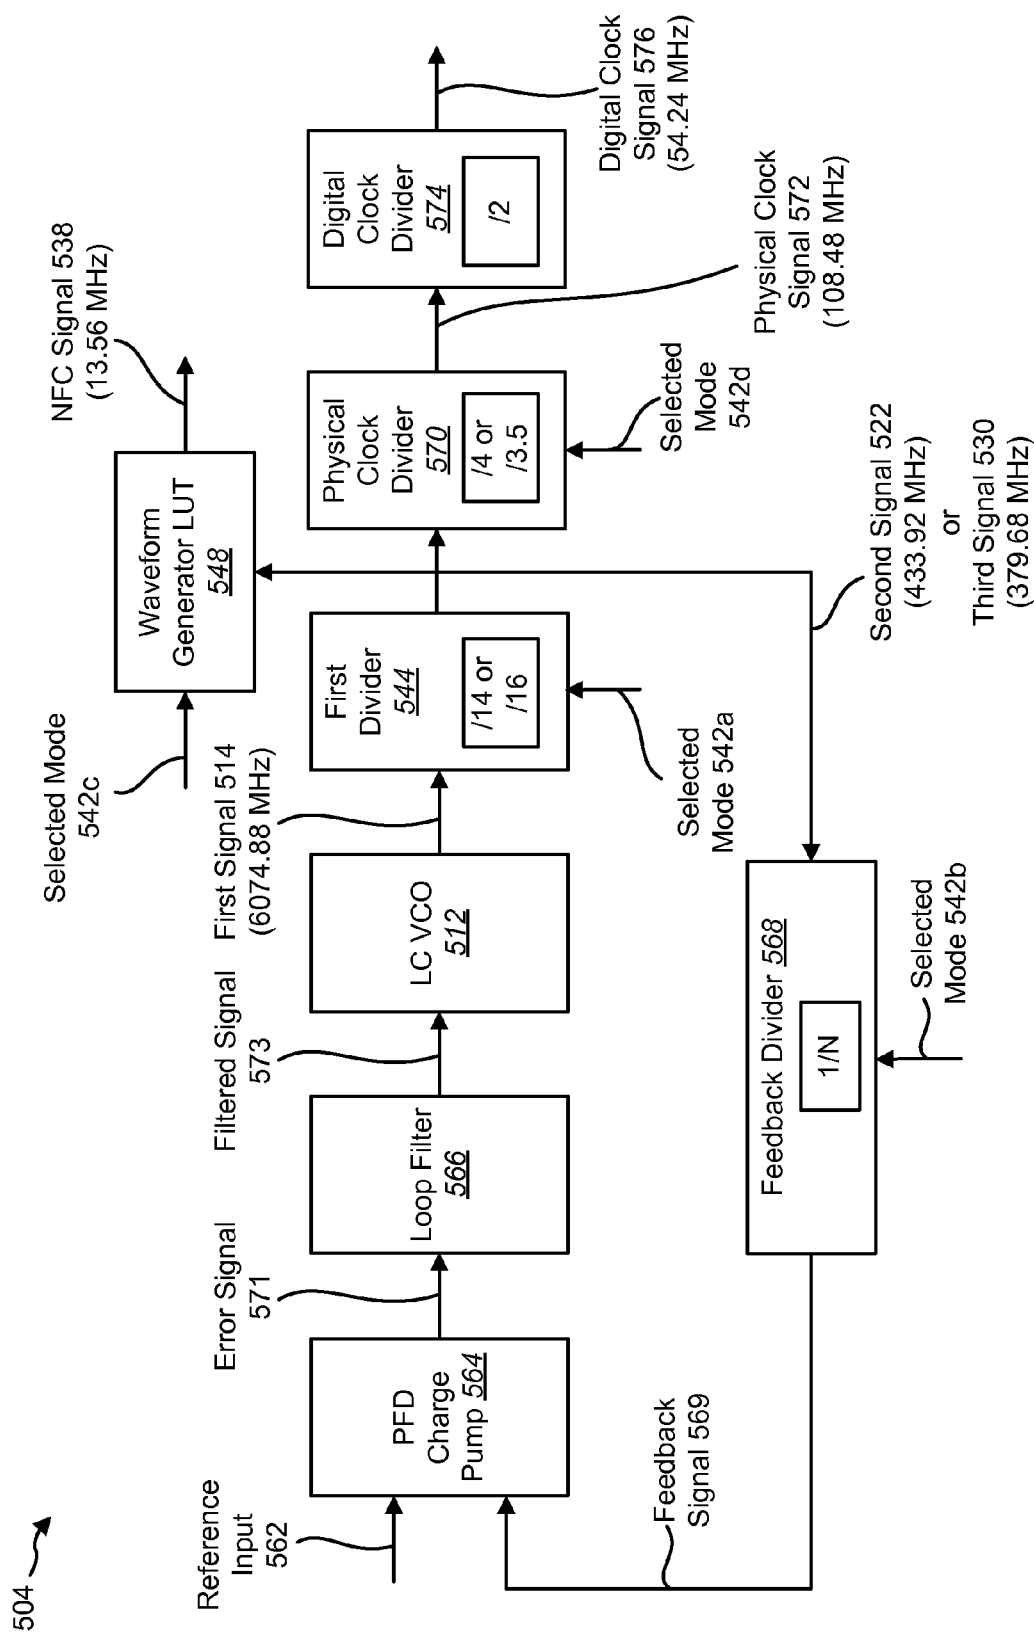 504
Reference
Input
562
PFD
Charge
Pump 564
Error Signal
571
Loop Filter
566
Filtered Signal
573
LC VCO
512
First Signal 514
(6074.88 MHz)
First
Divider
544
/14 or
/16
Selected
Mode 542a
Selected Mode
542c
Waveform
Generator LUT
548
NFC Signal 538
(13.56 MHz)
Physical
Clock
Divider
570
/4 or
/3.5
Selected
Mode
542d
Digital
Clock
Divider
574
/2
Digital Clock
Signal 576
(54.24 MHz)
Physical Clock
Signal 572
(108.48 MHz)
Second Signal 522
(433.92 MHz)
or
Third Signal 530
(379.68 MHz)
Feedback Divider 568
1/N
Selected
Mode 542b
Feedback
Signal 569